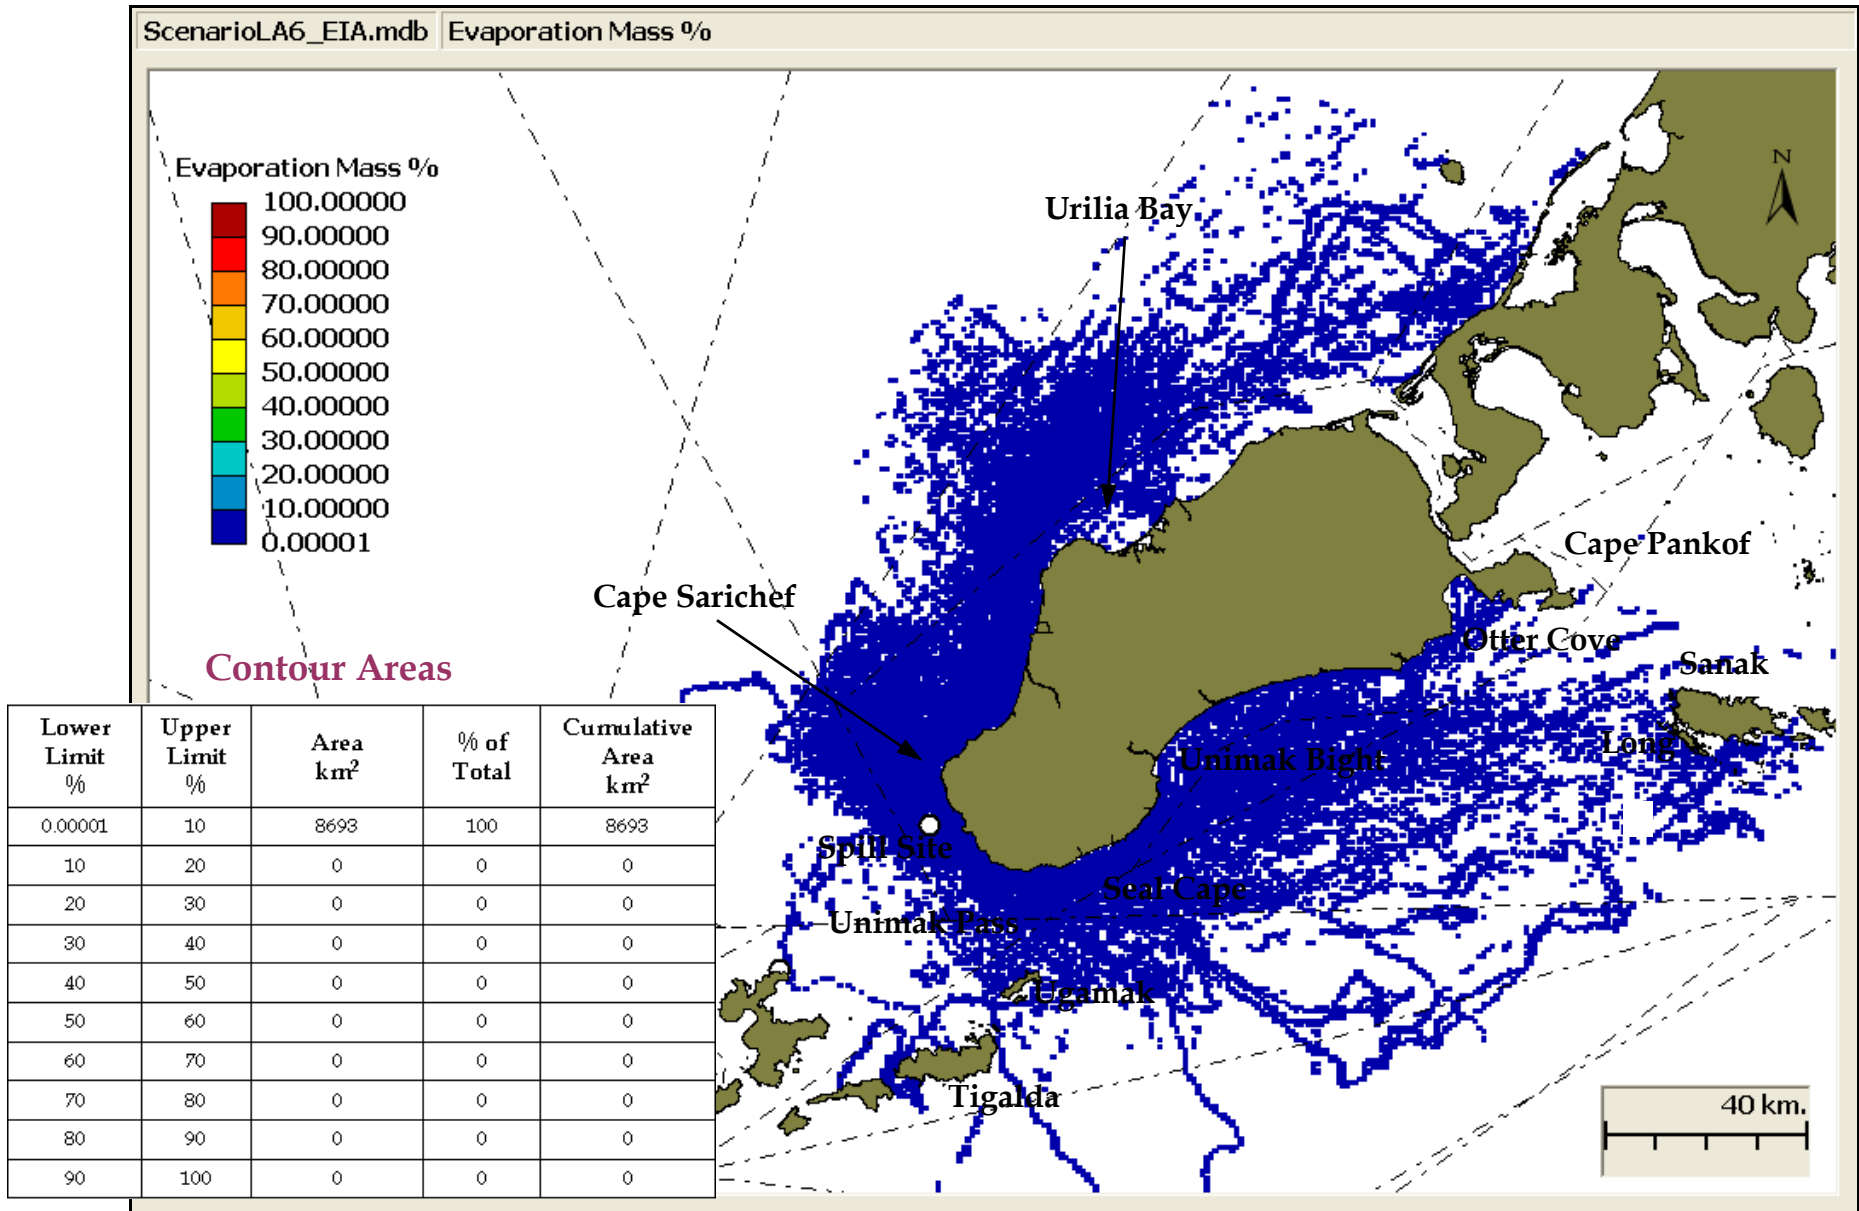 ScenarioLA6_EIA.mdb Evaporation Mass %
Evaporation Mass %
100.00000
90.00000
80.00000
70.00000
60.00000
50.00000
40.00000
30.00000
20.00000
10.00000
0.00001
N
Urilia Bay
Cape Pankof
Cape Sarichef
Otter Cove
Sanak
Long
Unimak Bight
Spill Site
Seal Cape
Unimak Pass
Ugamak
Tigalda
40 km.
Contour Areas
Lower Limit % Upper Limit % Area km² % of Total Cumulative Area km²
0.00001 10 8693 100 8693
10 20 0 0 0
20 30 0 0 0
30 40 0 0 0
40 50 0 0 0
50 60 0 0 0
60 70 0 0 0
70 80 0 0 0
80 90 0 0 0
90 100 0 0 0